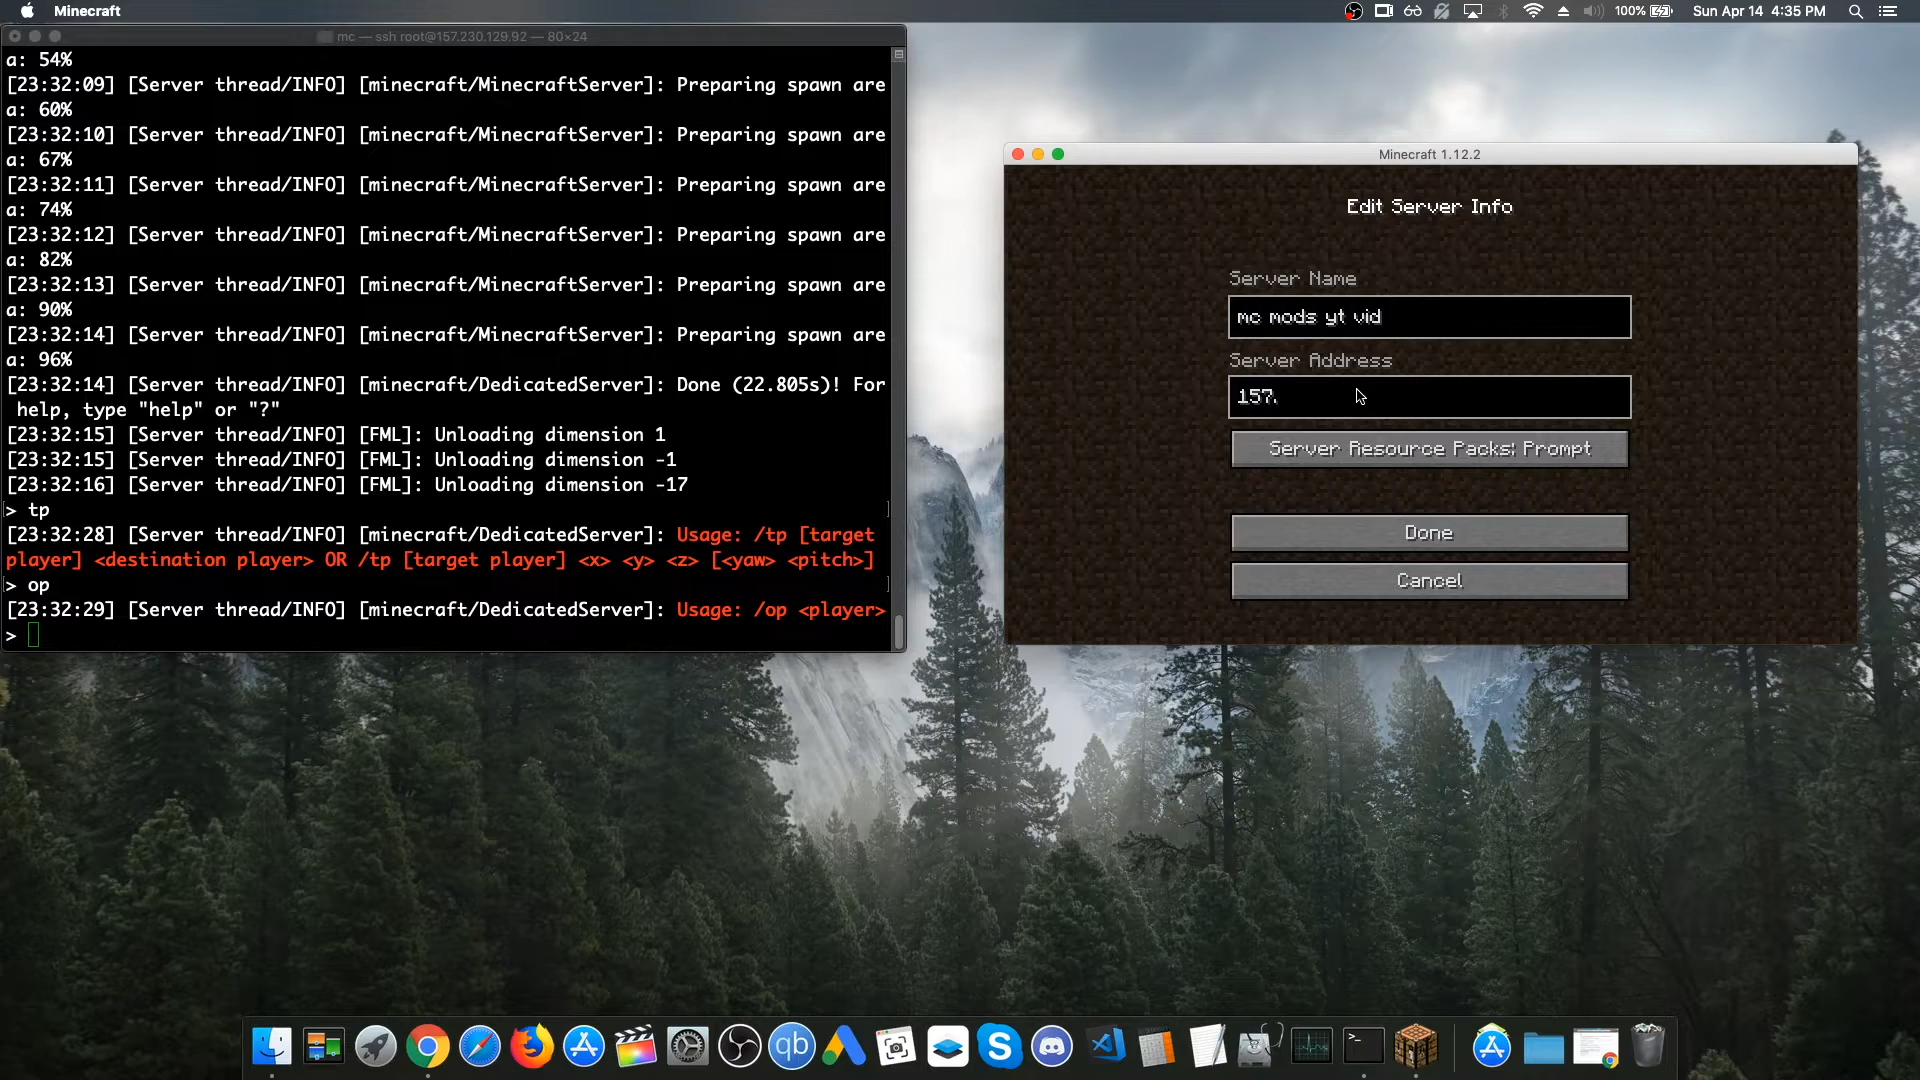 Minecraft
100%
Sun Apr 14 4:35 PM
mc — ssh root@157.230.129.92 — 80×24
a: 54%
[23:32:09] [Server thread/INFO] [minecraft/MinecraftServer]: Preparing spawn are
a: 60%
[23:32:10] [Server thread/INFO] [minecraft/MinecraftServer]: Preparing spawn are
a: 67%
[23:32:11] [Server thread/INFO] [minecraft/MinecraftServer]: Preparing spawn are
a: 74%
[23:32:12] [Server thread/INFO] [minecraft/MinecraftServer]: Preparing spawn are
a: 82%
[23:32:13] [Server thread/INFO] [minecraft/MinecraftServer]: Preparing spawn are
a: 90%
[23:32:14] [Server thread/INFO] [minecraft/MinecraftServer]: Preparing spawn are
a: 96%
[23:32:14] [Server thread/INFO] [minecraft/DedicatedServer]: Done (22.805s)! For
help, type "help" or "?"
[23:32:15] [Server thread/INFO] [FML]: Unloading dimension 1
[23:32:15] [Server thread/INFO] [FML]: Unloading dimension -1
[23:32:16] [Server thread/INFO] [FML]: Unloading dimension -17
> tp
[23:32:28] [Server thread/INFO] [minecraft/DedicatedServer]: Usage: /tp [target
player] <destination player> OR /tp [target player] <x> <y> <z> [<yaw> <pitch>]
> op
[23:32:29] [Server thread/INFO] [minecraft/DedicatedServer]: Usage: /op <player>
>
Minecraft 1.12.2
Edit Server Info
Server Name
mc mods yt vid
Server Address
157.
Server Resource Packs: Prompt
Done
Cancel
qb